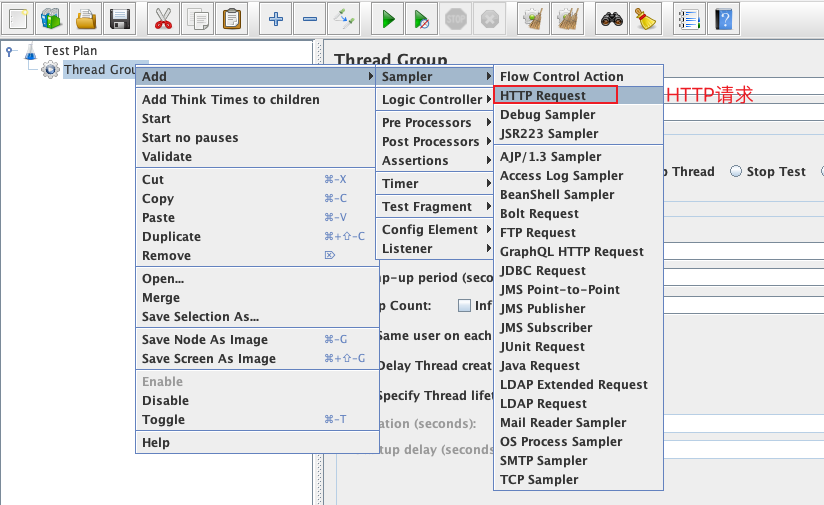 Test Plan
Thread Grou
Thread Group
Add
Add Think Times to children
Start
Start no pauses
Validate
Cut ⌘-X
Copy ⌘-C
Paste ⌘-V
Duplicate ⌘+⇧-C
Remove ⌦
Open...
Merge
Save Selection As...
Save Node As Image ⌘-G
Save Screen As Image ⌘+⇧-G
Enable
Disable
Toggle ⌘-T
Help
Sampler
Logic Controller
Pre Processors
Post Processors
Assertions
Timer
Test Fragment
Config Element
Listener
Flow Control Action
HTTP Request
HTTP请求
Debug Sampler
JSR223 Sampler
AJP/1.3 Sampler
Access Log Sampler
BeanShell Sampler
Bolt Request
FTP Request
GraphQL HTTP Request
JDBC Request
JMS Point-to-Point
JMS Publisher
JMS Subscriber
JUnit Request
Java Request
LDAP Extended Request
LDAP Request
Mail Reader Sampler
OS Process Sampler
SMTP Sampler
TCP Sampler
p Thread
Stop Test
p-up period (seco
p Count:
Inf
Same user on each
Delay Thread creat
Specify Thread lifet
ation (seconds):
tup delay (seconds